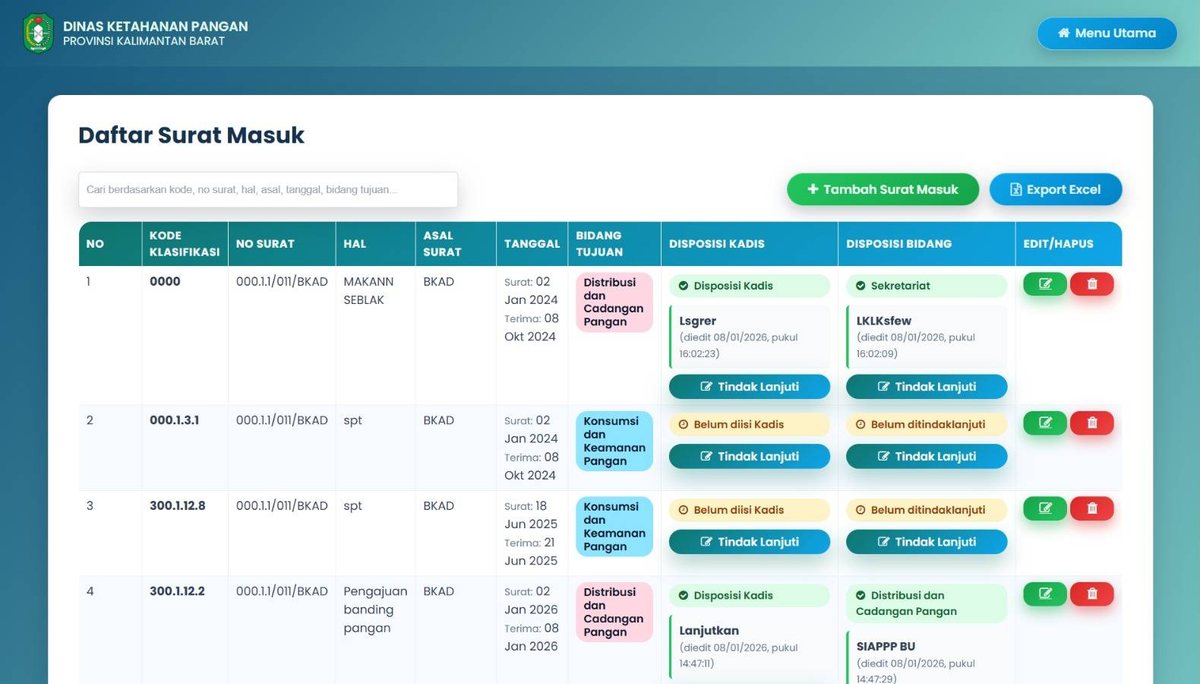 DINAS KETAHANAN PANGAN
PROVINSI KALIMANTAN BARAT
Menu Utama
Daftar Surat Masuk
Cari berdasarkan kode, no surat, hal, asal, tanggal, bidang tujuan...
Tambah Surat Masuk
Export Excel
NO
KODE
KLASIFIKASI
NO SURAT
HAL
ASAL
SURAT
TANGGAL
BIDANG
TUJUAN
DISPOSISI KADIS
DISPOSISI BIDANG
EDIT/HAPUS
1
0000
000.1.1/011/BKAD
MAKANN
SEBLAK
BKAD
Surat: 02
Jan 2024
Terima: 08
Okt 2024
Distribusi
dan
Cadangan
Pangan
Disposisi Kadis
Lsgrer
(diedit 08/01/2026, pukul
16:02:23)
Tindak Lanjuti
Sekretariat
LKLKsfew
(diedit 08/01/2026, pukul
16:02:09)
Tindak Lanjuti
2
000.1.3.1
000.1.1/011/BKAD
spt
BKAD
Surat: 02
Jan 2024
Terima: 08
Okt 2024
Konsumsi
dan
Keamanan
Pangan
Belum diisi Kadis
Tindak Lanjuti
Belum ditindaklanjuti
Tindak Lanjuti
3
300.1.12.8
000.1.1/011/BKAD
spt
BKAD
Surat: 18
Jun 2025
Terima: 21
Jun 2025
Konsumsi
dan
Keamanan
Pangan
Belum diisi Kadis
Tindak Lanjuti
Belum ditindaklanjuti
Tindak Lanjuti
4
300.1.12.2
000.1.1/011/BKAD
Pengajuan
banding
pangan
BKAD
Surat: 02
Jan 2026
Terima: 08
Jan 2026
Distribusi
dan
Cadangan
Pangan
Disposisi Kadis
Lanjutkan
(diedit 08/01/2026, pukul
14:47:11)
Distribusi dan
Cadangan Pangan
SIAPPP BU
(diedit 08/01/2026, pukul
14:47:29)